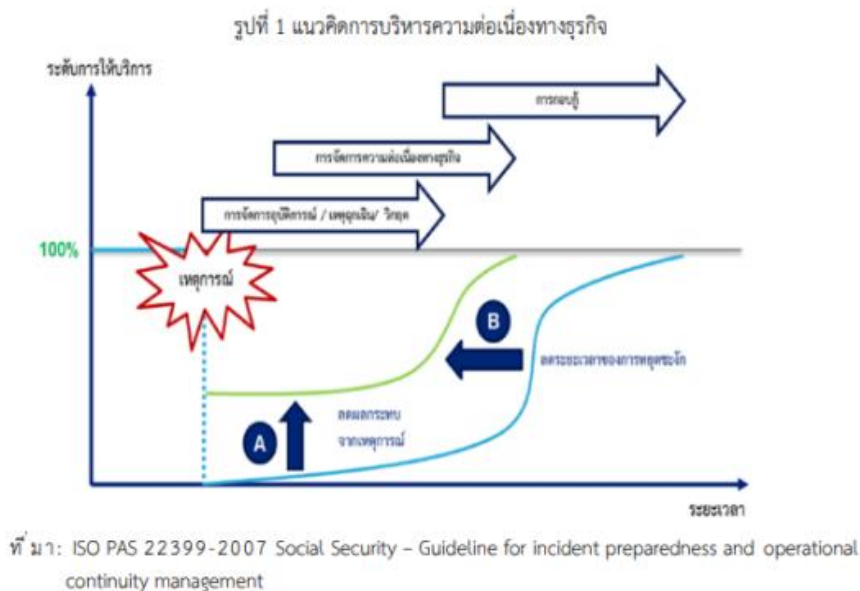 รูปที่ 1 แนวคิดการบริหารความต่อเนื่องทางธุรกิจ
ระดับการให้บริการ
การกอบกู้
การจัดการความต่อเนื่องทางธุรกิจ
การจัดการอุบัติการณ์ / เหตุฉุกเฉิน/ วิกฤต
100%
เหตุการณ์
B
ลดระยะเวลาของการหยุดชะงัก
A
ลดผลกระทบ
จากเหตุการณ์
ระยะเวลา
ที่มา: ISO PAS 22399-2007 Social Security – Guideline for incident preparedness and operational
continuity management